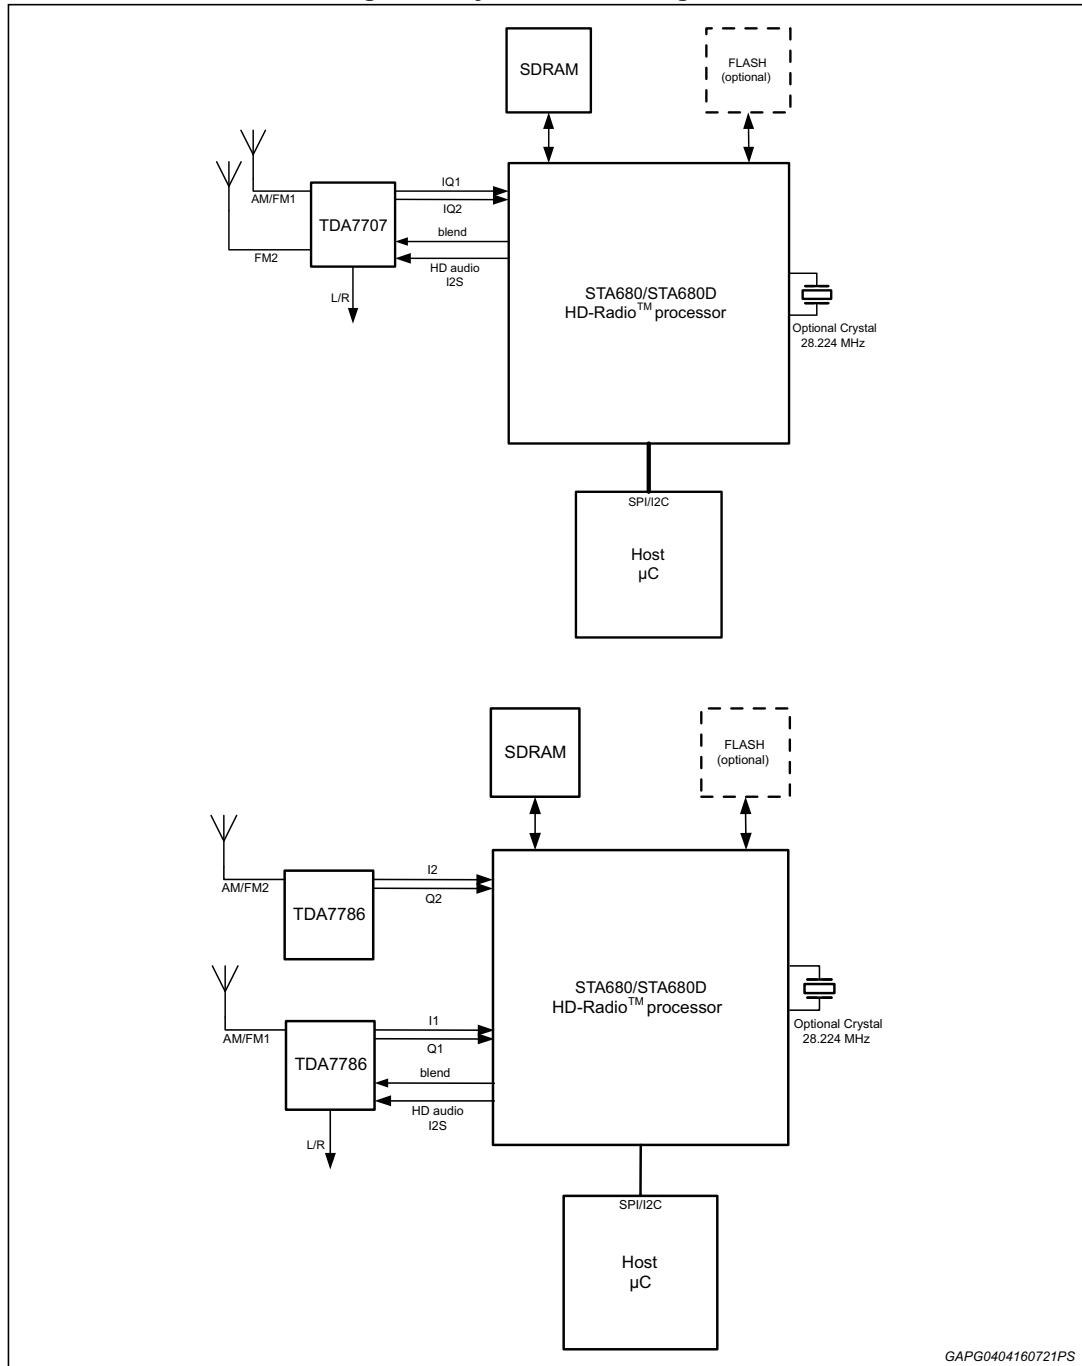 SDRAM
FLASH
(optional)
AM/FM1
FM2
TDA7707
IQ1
IQ2
blend
HD audio
I2S
L/R
STA680/STA680D
HD-Radio™ processor
Optional Crystal
28.224 MHz
SPI/I2C
Host
µC
SDRAM
FLASH
(optional)
AM/FM2
TDA7786
I2
Q2
AM/FM1
TDA7786
I1
Q1
blend
HD audio
I2S
L/R
STA680/STA680D
HD-Radio™ processor
Optional Crystal
28.224 MHz
SPI/I2C
Host
µC
GAPG0404160721PS